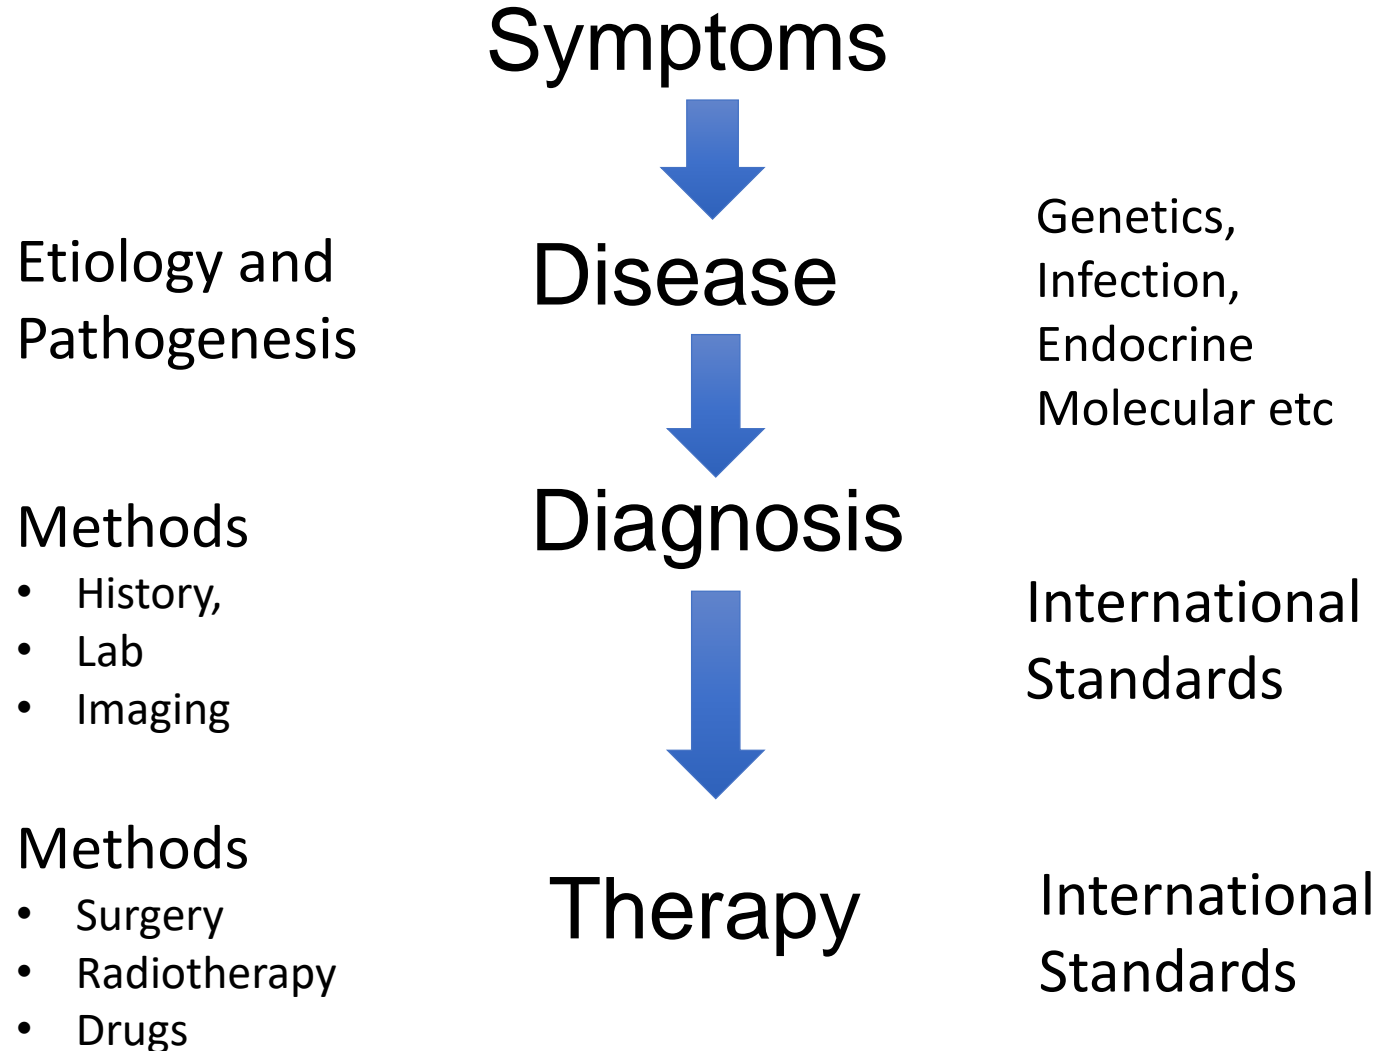 Symptoms
Etiology and
Pathogenesis
Disease
Genetics,
Infection,
Endocrine
Molecular etc
Methods
• History,
• Lab
• Imaging
Diagnosis
International
Standards
Methods
• Surgery
• Radiotherapy
• Drugs
Therapy
International
Standards